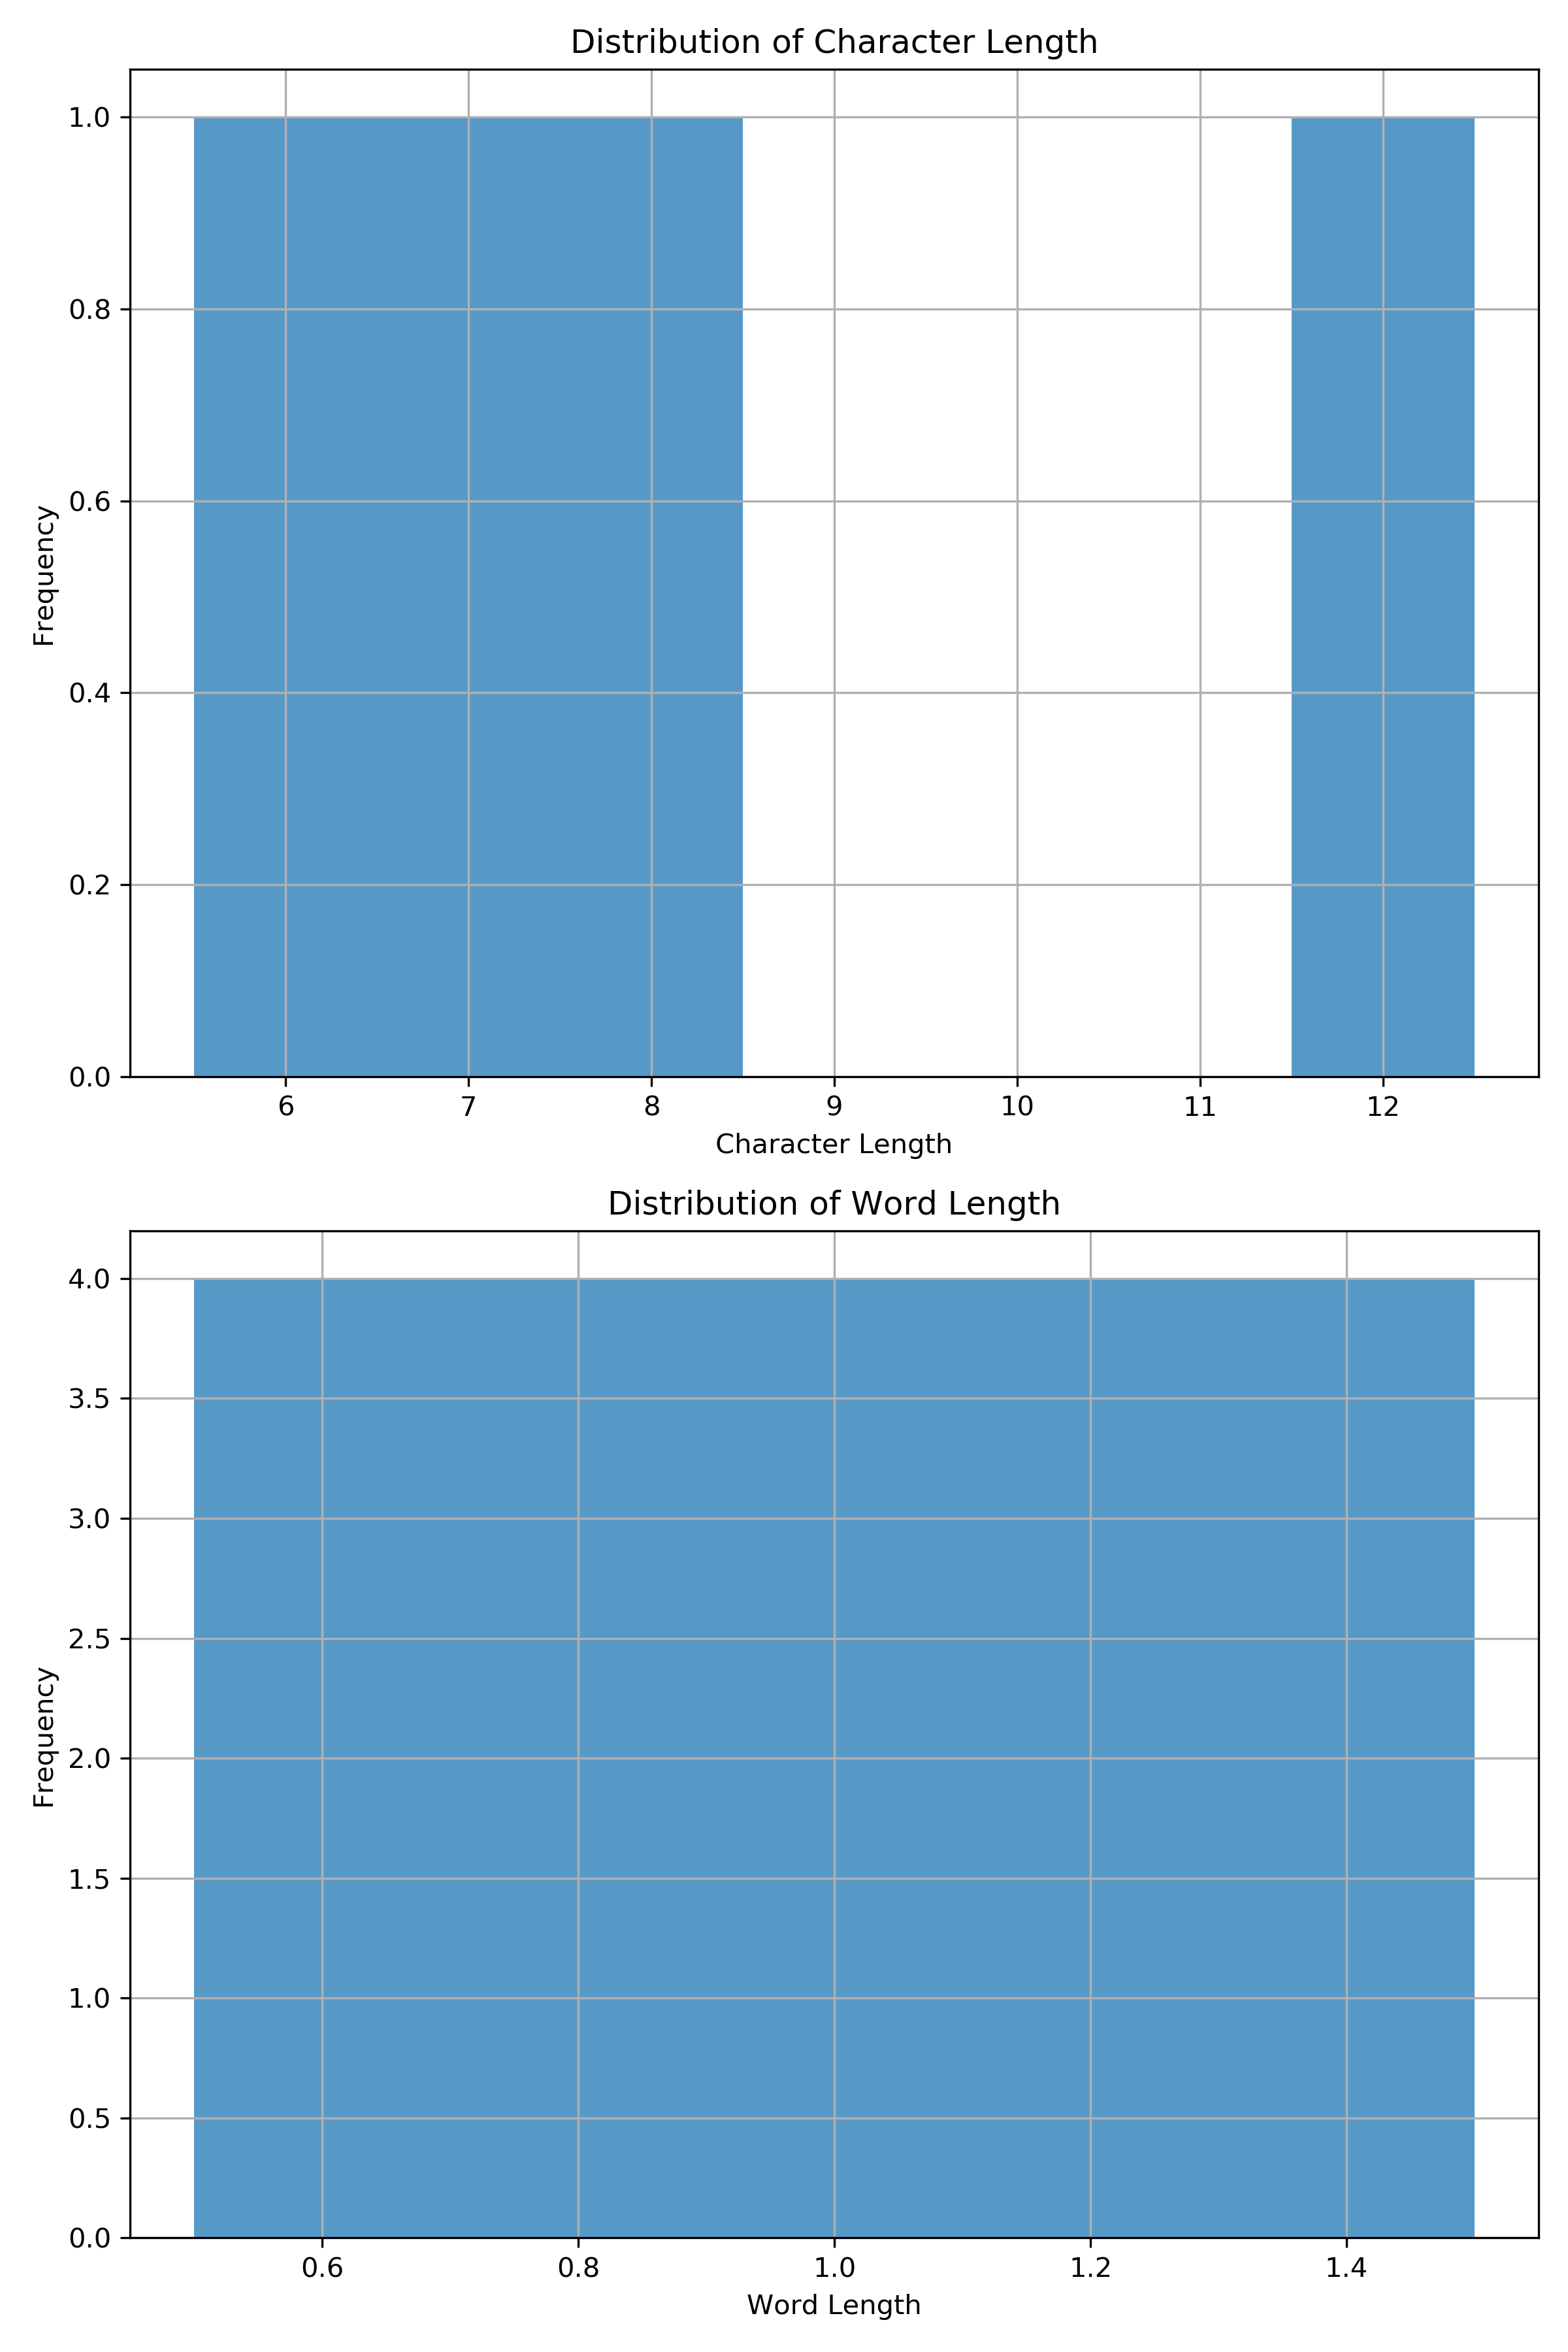 Distribution of Character Length
1.0
0.8
0.6
0.4
0.2
0.0
Frequency
6 7 8 9 10 11 12
Character Length
Distribution of Word Length
4.0
3.5
3.0
2.5
2.0
1.5
1.0
0.5
0.0
Frequency
0.6 0.8 1.0 1.2 1.4
Word Length